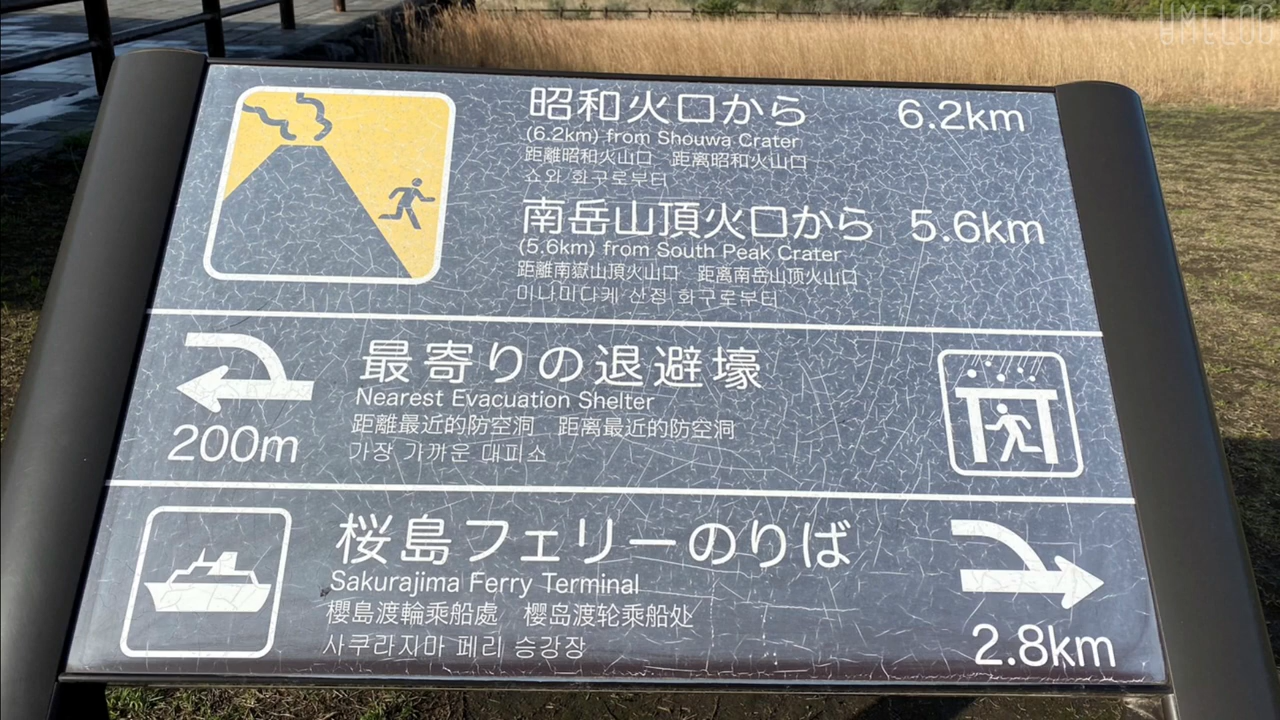 UMELOG
昭和火口から 6.2km
(6.2km) from Shouwa Crater
距離昭和火山口 距离昭和火山口
쇼와 화구로부터
南岳山頂火口から 5.6km
(5.6km) from South Peak Crater
距離南嶽山頂火山口 距离南岳山顶火山口
미나미다케 산정 화구로부터
最寄りの退避壕
Nearest Evacuation Shelter
距離最近的防空洞 距离最近的防空洞
가장 가까운 대피소
200m
桜島フェリーのりば
Sakurajima Ferry Terminal
櫻島渡輪乘船處 樱岛渡轮乘船处
사쿠라지마 페리 승강장
2.8km